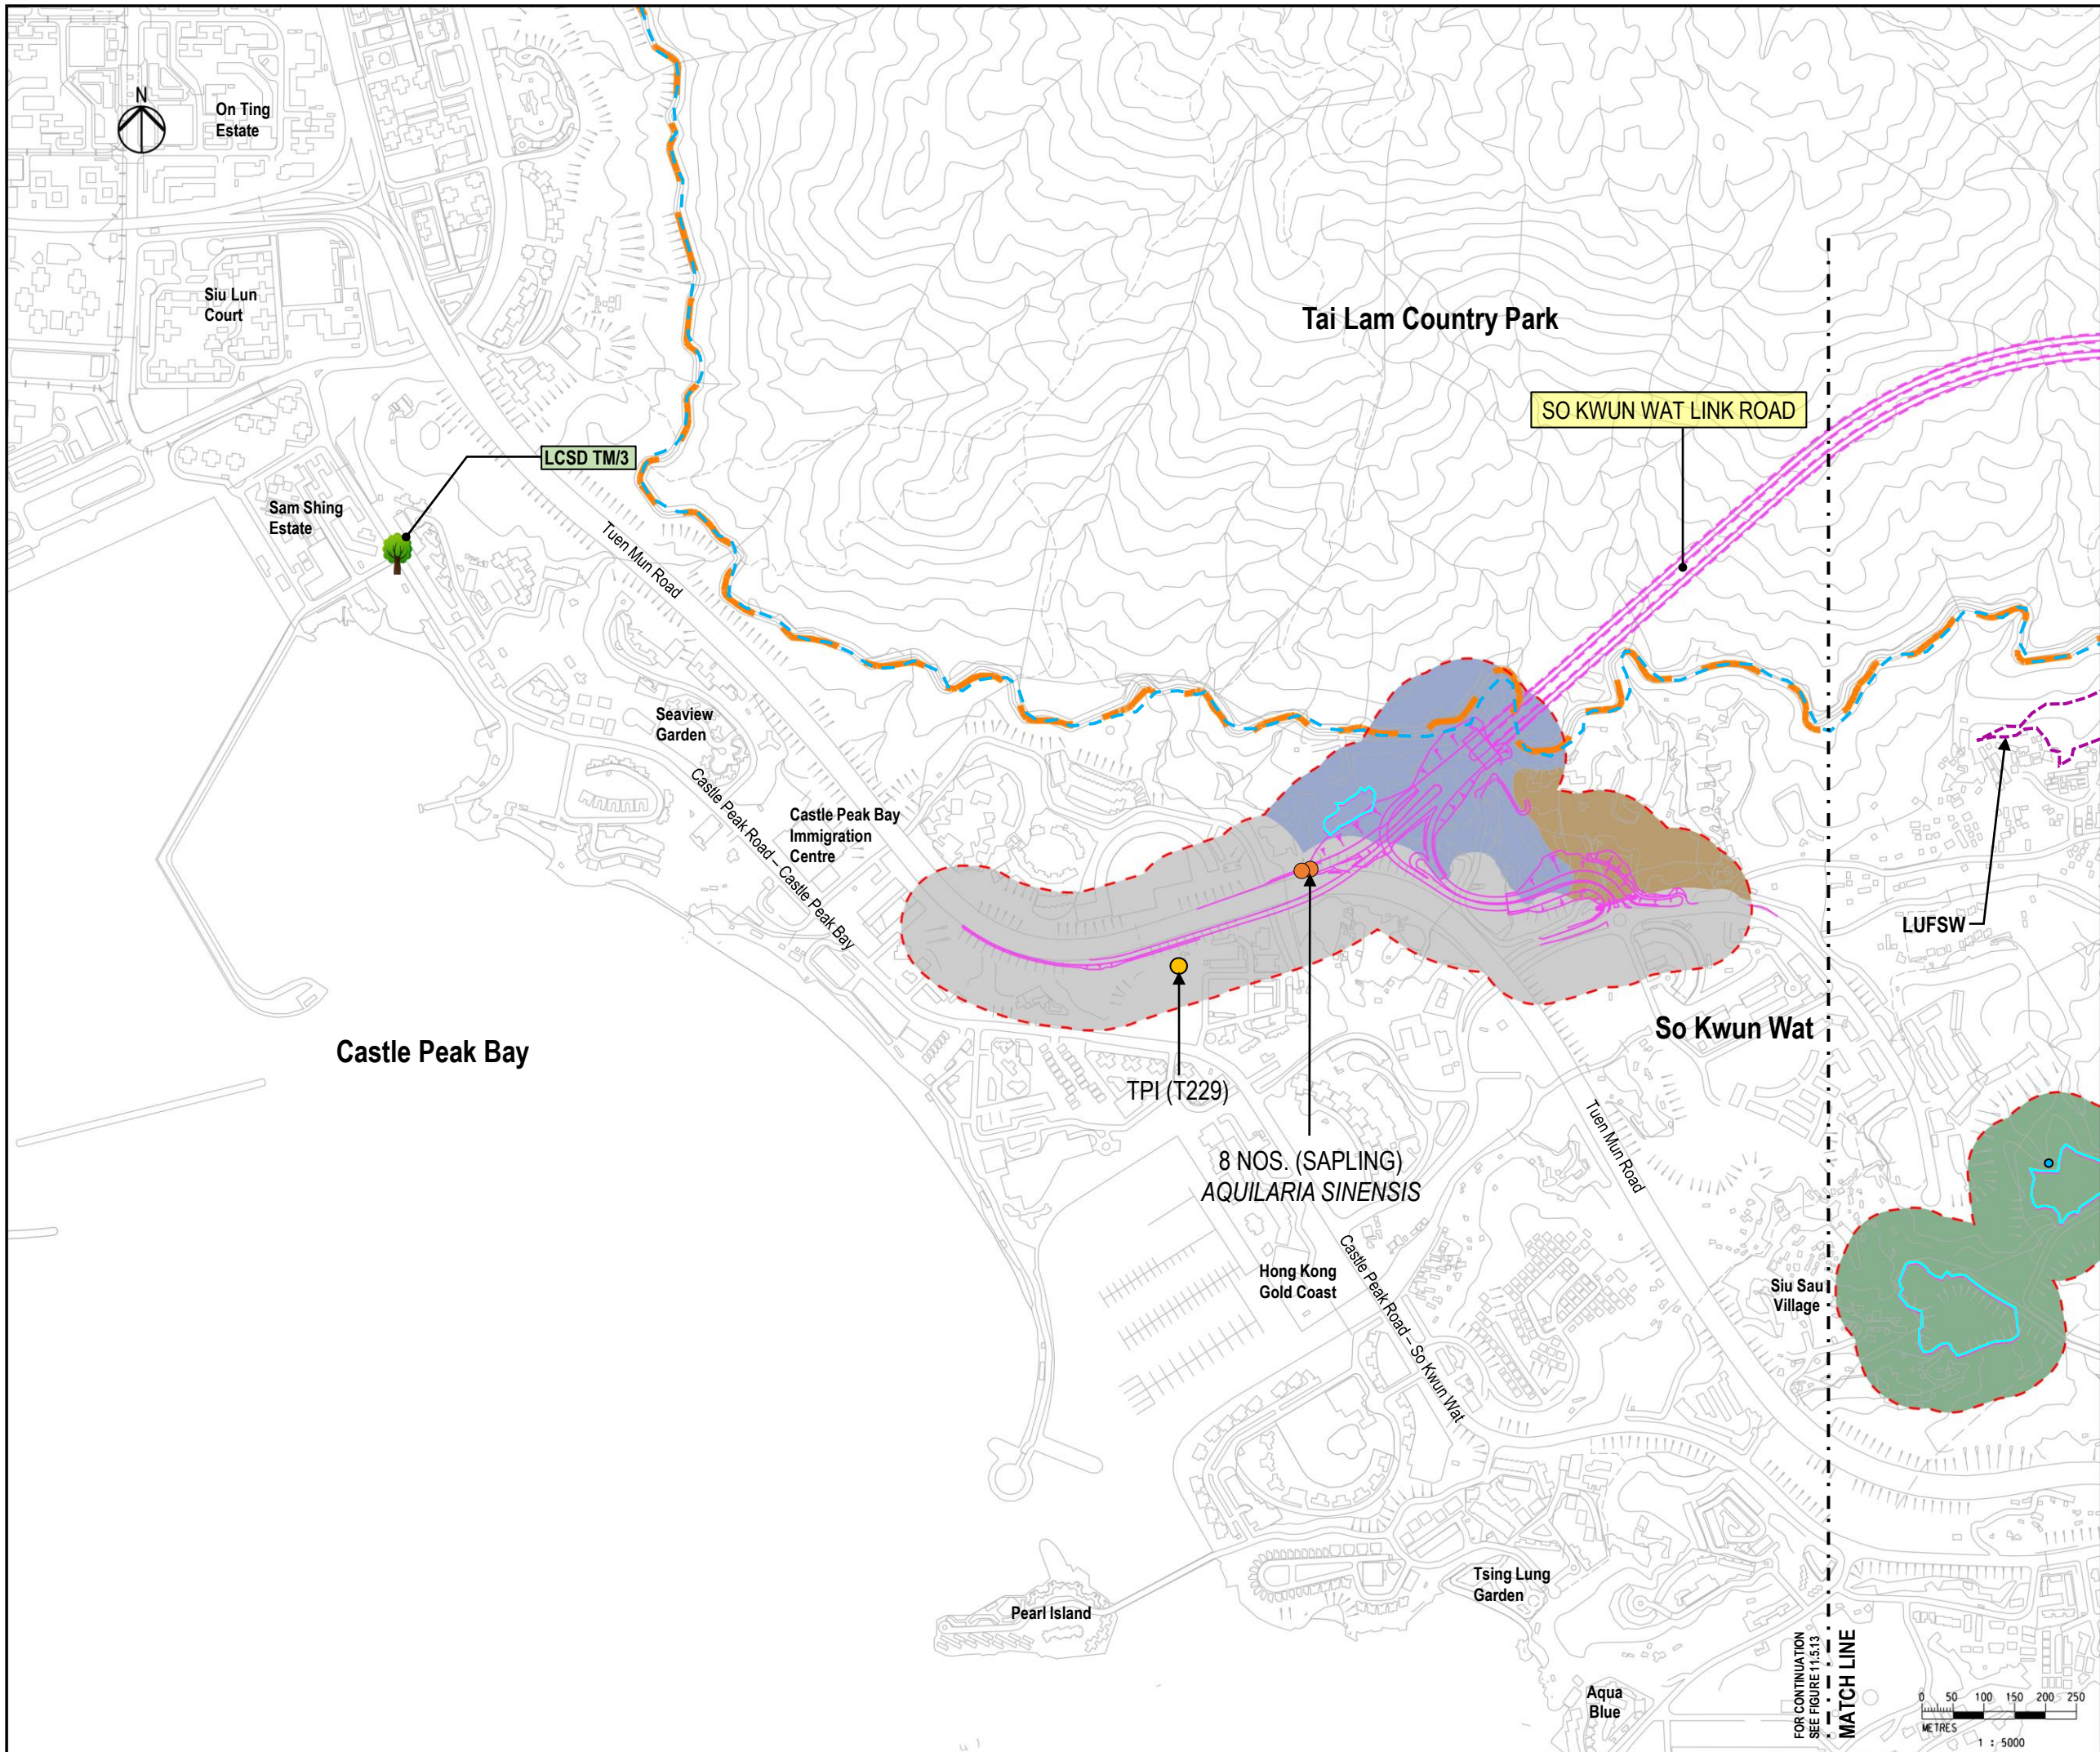 N
On Ting
Estate
Siu Lun
Court
Tai Lam Country Park
SO KWUN WAT LINK ROAD
LCSD TM/3
Sam Shing
Estate
Tuen Mun Road
Seaview
Garden
Castle Peak Road – Castle Peak Bay
Castle Peak Bay
Immigration
Centre
LUFSW
Castle Peak Bay
So Kwun Wat
TPI (T229)
8 NOS. (SAPLING)
AQUILARIA SINENSIS
Tuen Mun Road
Hong Kong
Gold Coast
Castle Peak Road – So Kwun Wat
Siu Sau
Village
Tsing Lung
Garden
Pearl Island
Aqua
Blue
FOR CONTINUATION
SEE FIGURE 11.5.13
MATCH LINE
0 50 100 150 200 250
METRES
1 : 5000